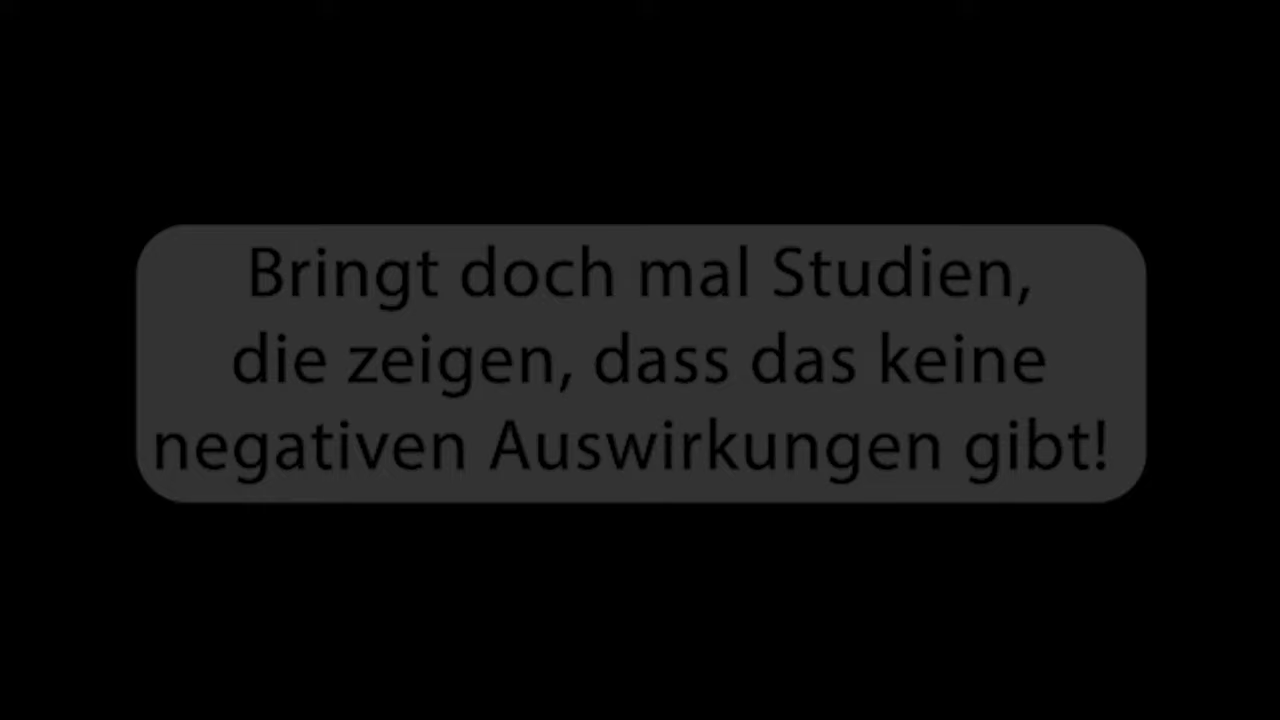 Bringt doch mal Studien,
die zeigen, dass das keine
negativen Auswirkungen gibt!